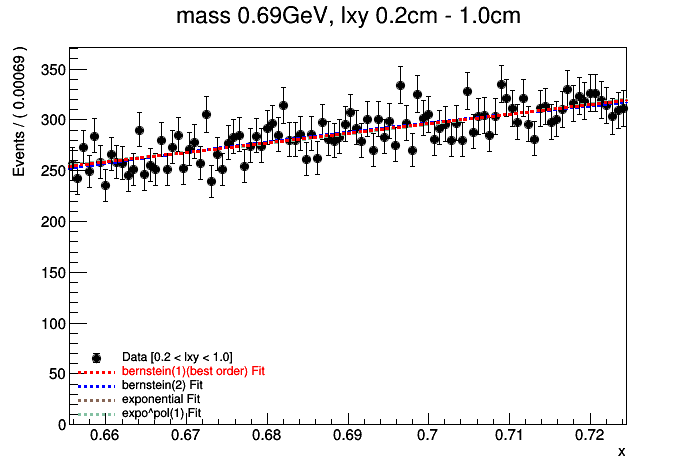 mass 0.69GeV, lxy 0.2cm - 1.0cm
Events / ( 0.00069 )
350
300
250
200
150
100
50
0
Data [0.2 < lxy < 1.0]
bernstein(1)(best order) Fit
bernstein(2) Fit
exponential Fit
expo^pol(1) Fit
0.66 0.67 0.68 0.69 0.7 0.71 0.72
x